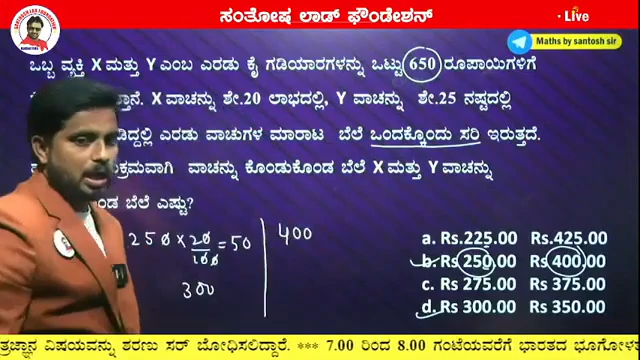 ಸಂತೋಷ ಲಾಡ್ ಫೌಂಡೇಶನ್
Live
Maths by santosh sir
ಒಬ್ಬ ವ್ಯಕ್ತಿ X ಮತ್ತು Y ಎಂಬ ಎರಡು ಕೈ ಗಡಿಯಾರಗಳನ್ನು ಒಟ್ಟು 650 ರೂಪಾಯಿಗಳಿಗೆ
X ವಾಚನ್ನು ಶೇ.20 ಲಾಭದಲ್ಲಿ, Y ವಾಚನ್ನು ಶೇ.25 ನಷ್ಟದಲ್ಲಿ
ಎರಡು ವಾಚುಗಳ ಮಾರಾಟ ಬೆಲೆ ಒಂದಕ್ಕೊಂದು ಸರಿ ಇರುತ್ತದೆ.
ವಾಚನ್ನು ಕೊಂಡುಕೊಂಡ ಬೆಲೆ X ಮತ್ತು Y ವಾಚನ್ನು
ಬೆಲೆ ಎಷ್ಟು?
250 × 20/100 = 50
400
300
a. Rs.225.00 Rs.425.00
b. Rs.250.00 Rs.400.00
c. Rs.275.00 Rs.375.00
d. Rs.300.00 Rs.350.00
ವಿಷಯವನ್ನು ಶರಣು ಸರ್ ಬೋಧಿಸಲಿದ್ದಾರೆ. *** 7.00 ರಿಂದ 8.00 ಗಂಟೆಯವರೆಗೆ ಭಾರತದ